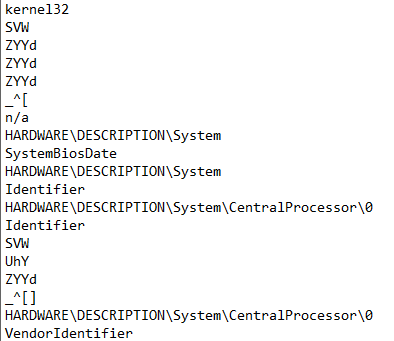 kernel32
SVW
ZYYd
ZYYd
ZYYd
_^[
n/a
HARDWARE\DESCRIPTION\System
SystemBiosDate
HARDWARE\DESCRIPTION\System
Identifier
HARDWARE\DESCRIPTION\System\CentralProcessor\0
Identifier
SVW
UhY
ZYYd
_^[]
HARDWARE\DESCRIPTION\System\CentralProcessor\0
VendorIdentifier